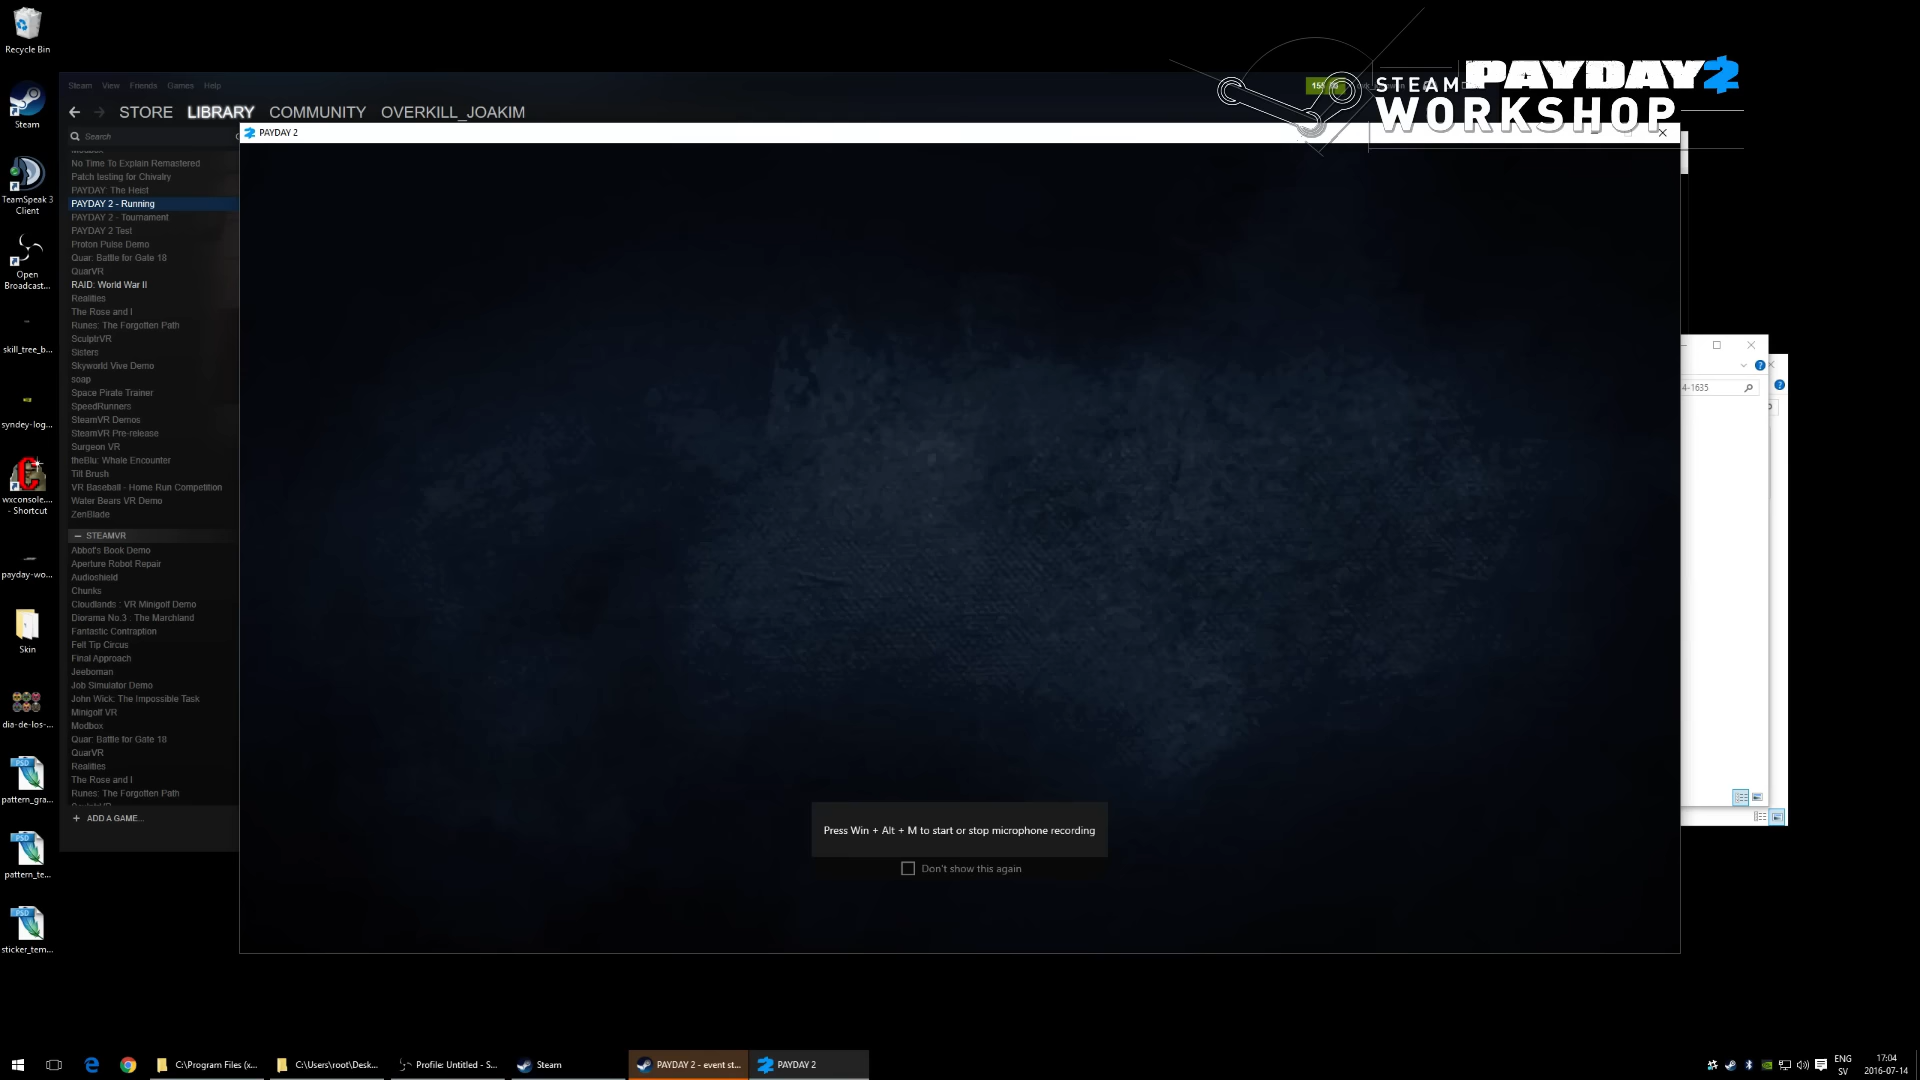 Recycle Bin
Steam
TeamSpeak 3
Client
Open
Broadcast...
skill_tree_b...
syndey-log...
wxconsole....
- Shortcut
payday-wo...
Skin
dia-de-los-...
pattern_gra...
pattern_te...
sticker_tem...
Steam View Friends Games Help
STORE LIBRARY COMMUNITY OVERKILL_JOAKIM
Search
No Time To Explain Remastered
Patch testing for Chivalry
PAYDAY: The Heist
PAYDAY 2 - Running
PAYDAY 2 - Tournament
PAYDAY 2 Test
Proton Pulse Demo
Quar: Battle for Gate 18
QuarVR
RAID: World War II
Realities
The Rose and I
Runes: The Forgotten Path
SculptrVR
Sisters
Skyworld Vive Demo
soap
Space Pirate Trainer
SpeedRunners
SteamVR Demos
SteamVR Pre-release
Surgeon VR
theBlu: Whale Encounter
Tilt Brush
VR Baseball - Home Run Competition
Water Bears VR Demo
ZenBlade
STEAMVR
Abbot's Book Demo
Aperture Robot Repair
Audioshield
Chunks
Cloudlands : VR Minigolf Demo
Diorama No.3 : The Marchland
Fantastic Contraption
Felt Tip Circus
Final Approach
Jeeboman
Job Simulator Demo
John Wick: The Impossible Task
Minigolf VR
Modbox
Quar: Battle for Gate 18
QuarVR
Realities
The Rose and I
Runes: The Forgotten Path
+ ADD A GAME...
PAYDAY 2
STEAM PAYDAY 2
WORKSHOP
4-1635
Press Win + Alt + M to start or stop microphone recording
Don't show this again
C:\Program Files (x...
C:\Users\root\Desk...
Profile: Untitled - S...
Steam
PAYDAY 2 - event st...
PAYDAY 2
ENG
SV
17:04
2016-07-14